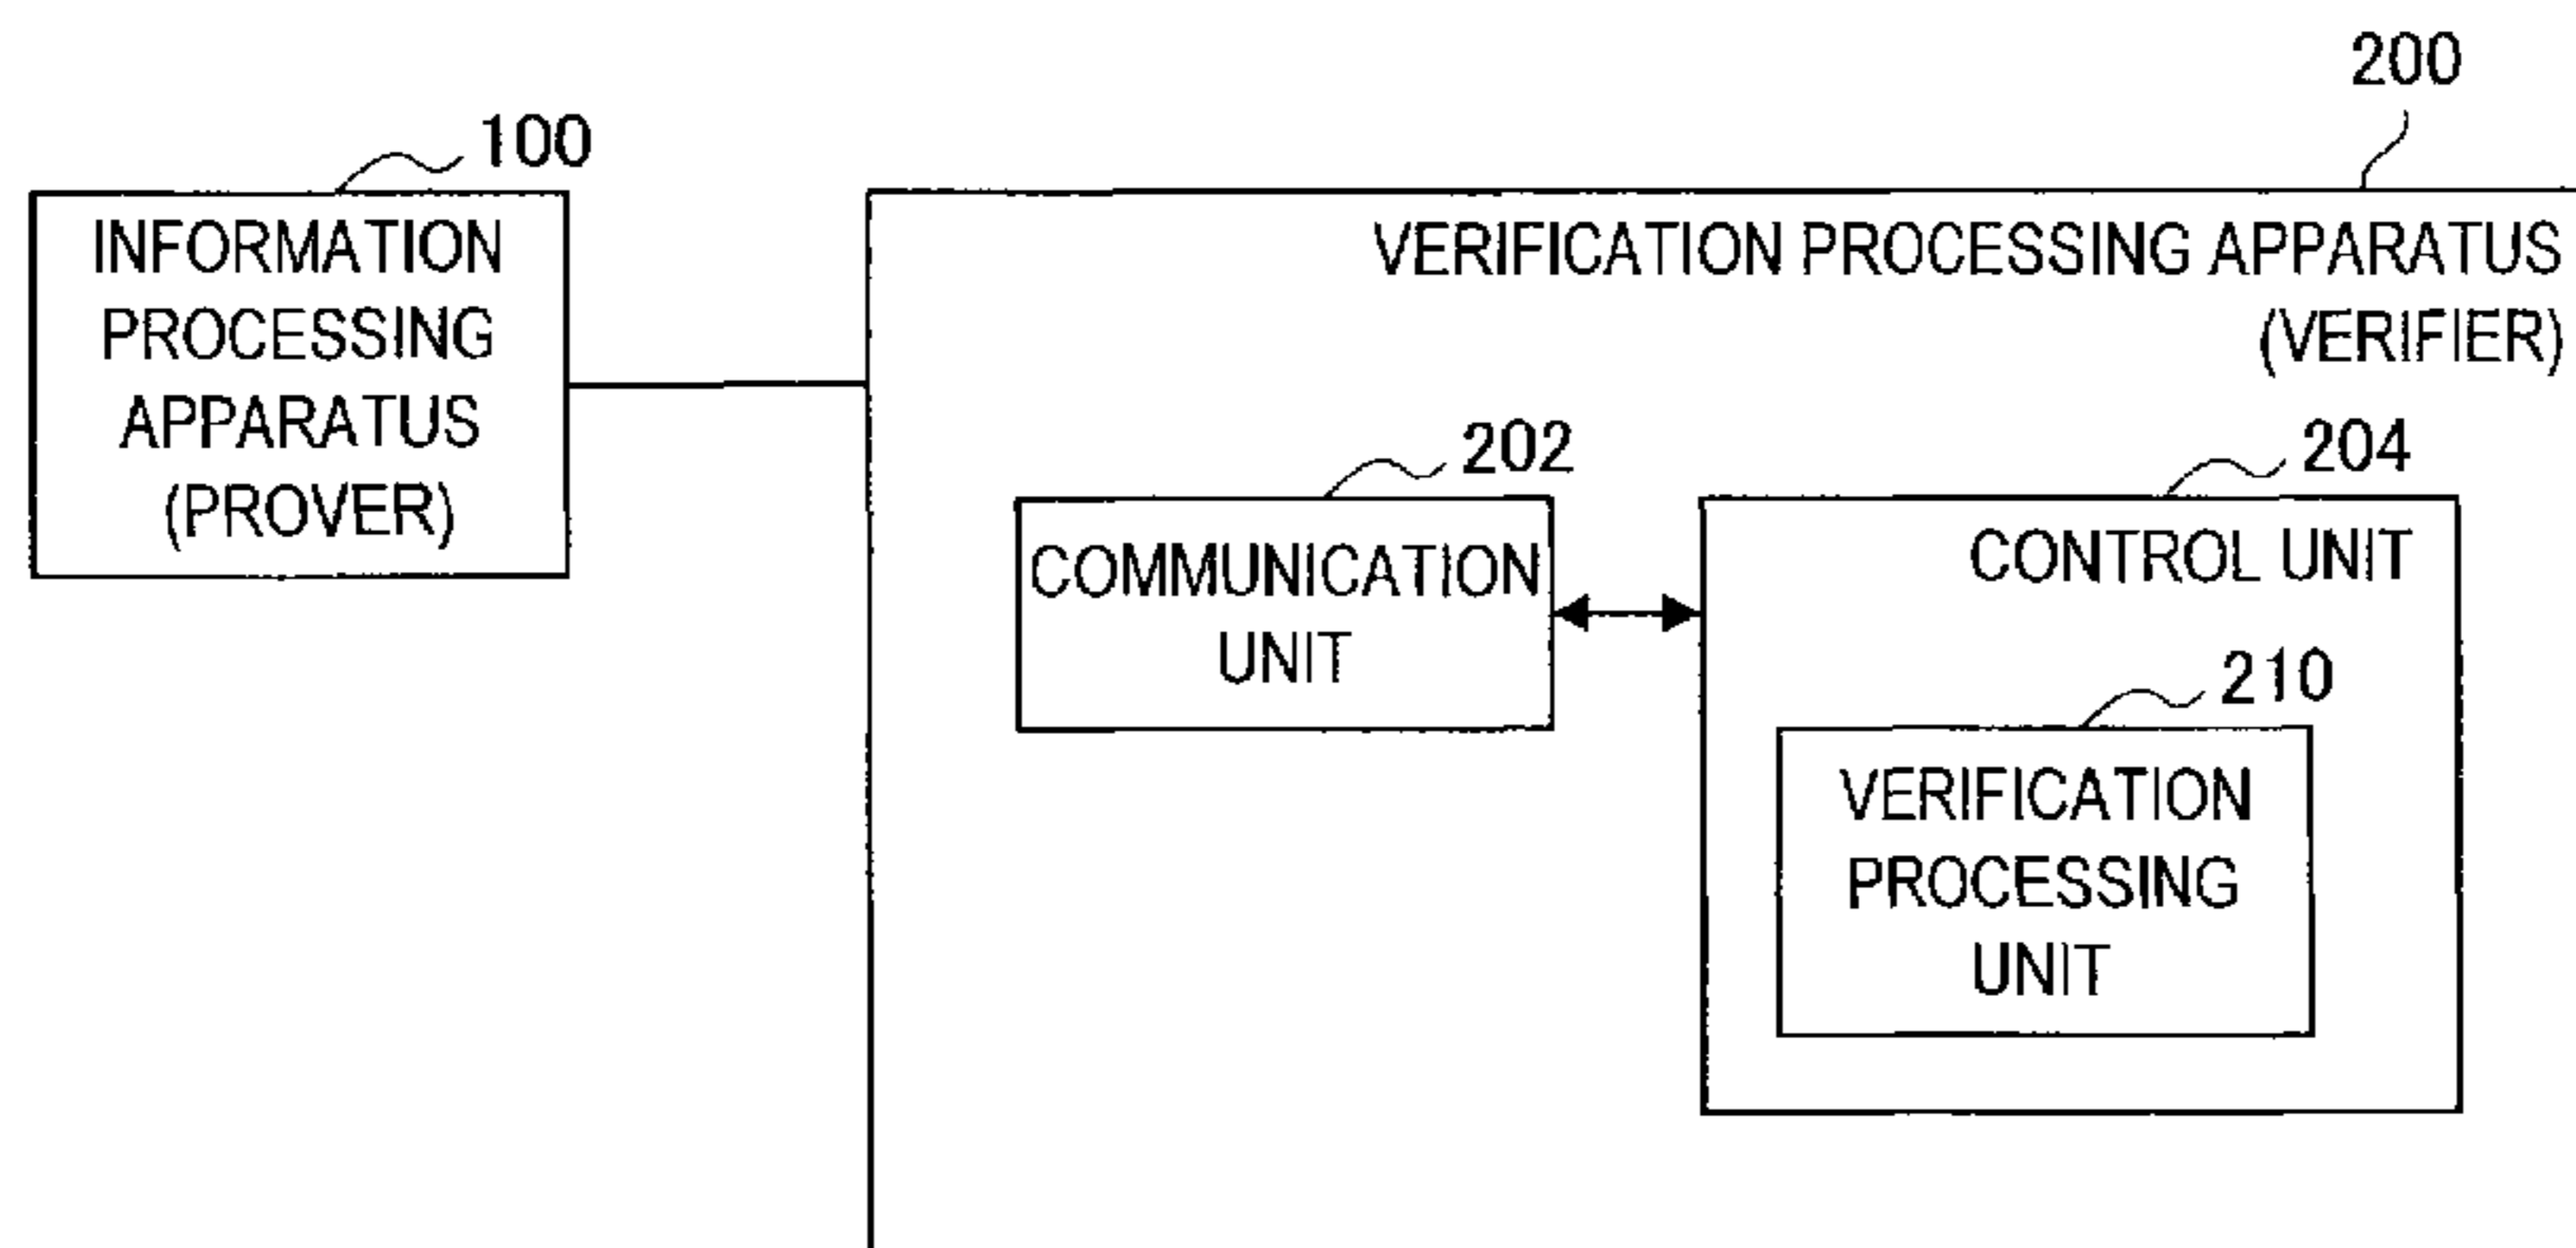 200
100
INFORMATION
PROCESSING
APPARATUS
(PROVER)
VERIFICATION PROCESSING APPARATUS
(VERIFIER)
202
COMMUNICATION
UNIT
204
CONTROL UNIT
210
VERIFICATION
PROCESSING
UNIT